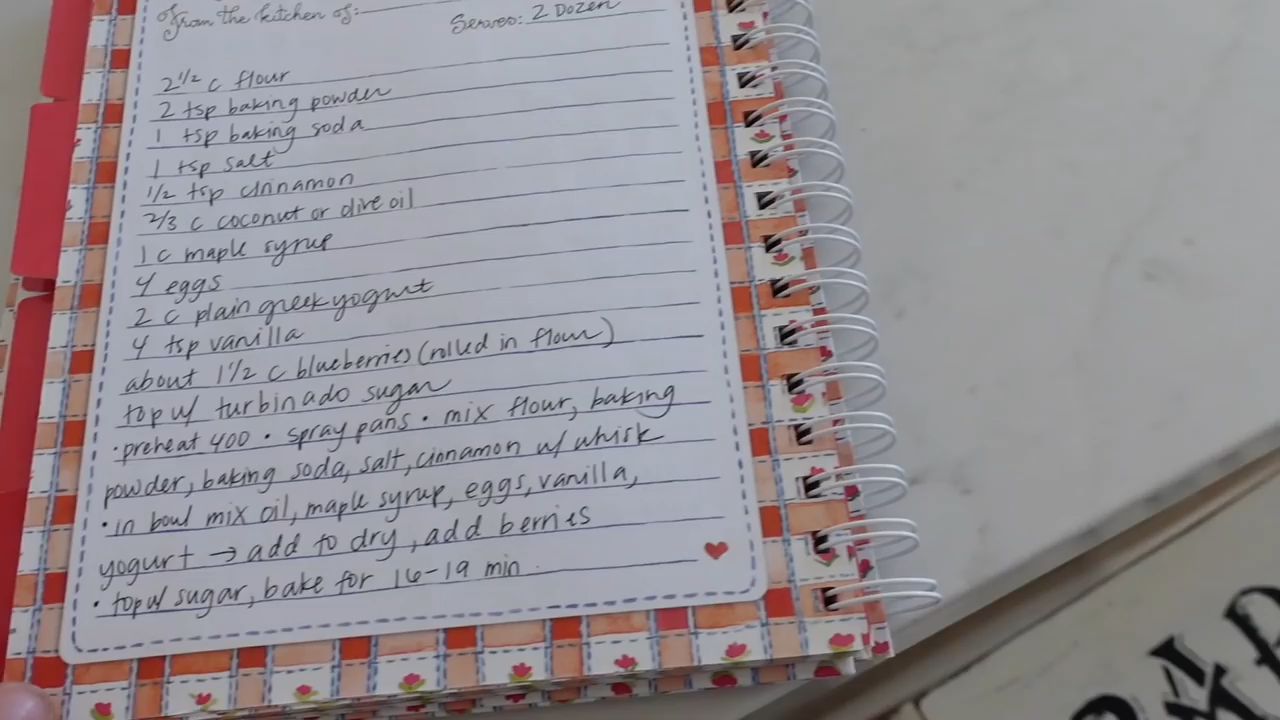 From the kitchen of:
Serves: 2 Dozen
2 1/2 c flour
2 tsp baking powder
1 tsp baking soda
1 tsp salt
1/2 tsp cinnamon
2/3 c coconut or olive oil
1 c maple syrup
4 eggs
2 c plain greek yogurt
4 tsp vanilla
about 1 1/2 c blueberries (rolled in flour)
top w/ turbinado sugar
• preheat 400 • spray pans • mix flour, baking
powder, baking soda, salt, cinnamon w/ whisk
• in bowl mix oil, maple syrup, eggs, vanilla,
yogurt → add to dry, add berries
• top w/ sugar, bake for 16-19 min